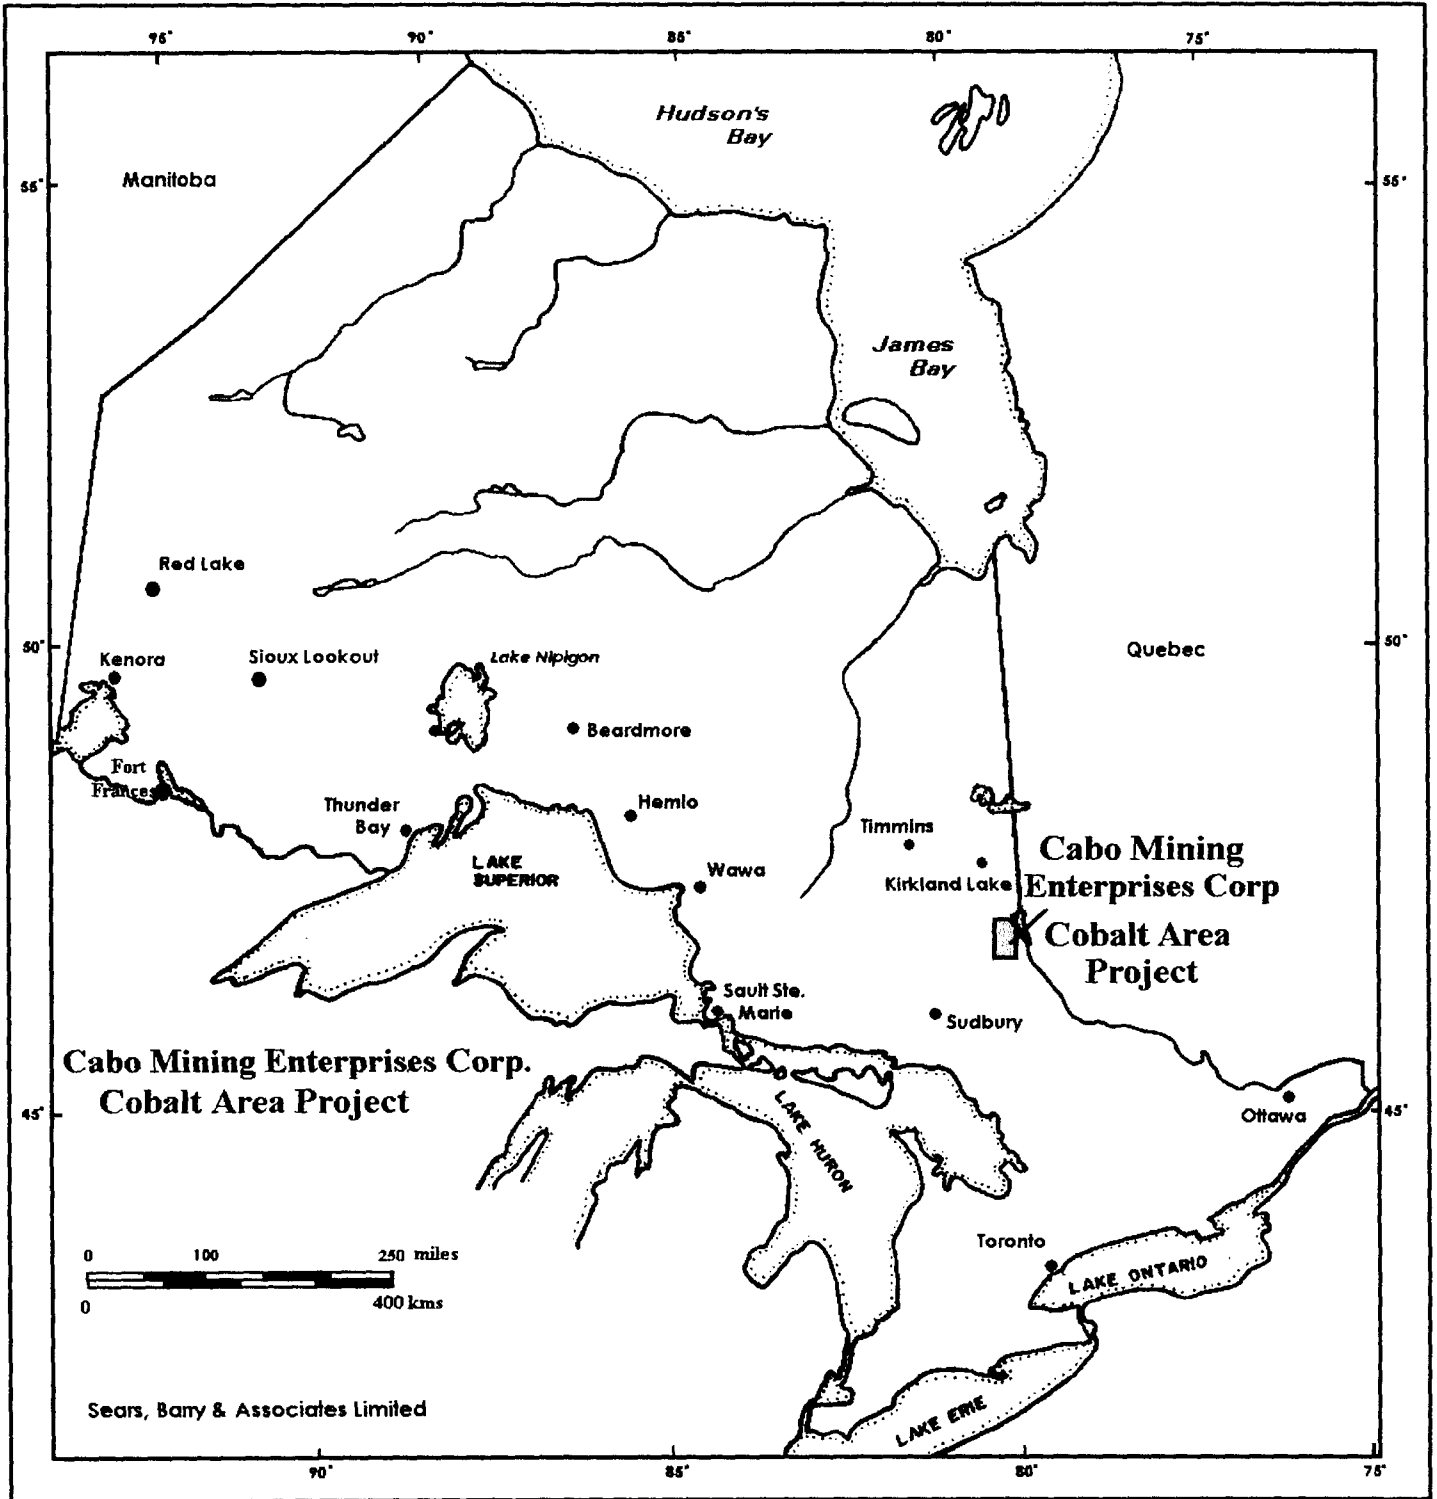 95° 90° 85° 80° 75°
Hudson's
Bay
Manitoba
55° 55°
James
Bay
Red Lake
50° 50°
Kenora
Sioux Lookout
Lake Nipigon
Quebec
Beardmore
Fort
Frances
Thunder
Bay
Hemlo
Timmins
LAKE
SUPERIOR
Wawa
Kirkland Lake
Cabo Mining
Enterprises Corp
Cobalt Area
Project
Sault Ste.
Marie
Sudbury
Cabo Mining Enterprises Corp.
Cobalt Area Project
45° 45°
LAKE HURON
Ottawa
Toronto
LAKE ONTARIO
0 100 250 miles
0 400 kms
LAKE ERIE
Sears, Barry & Associates Limited
90° 85° 80° 75°